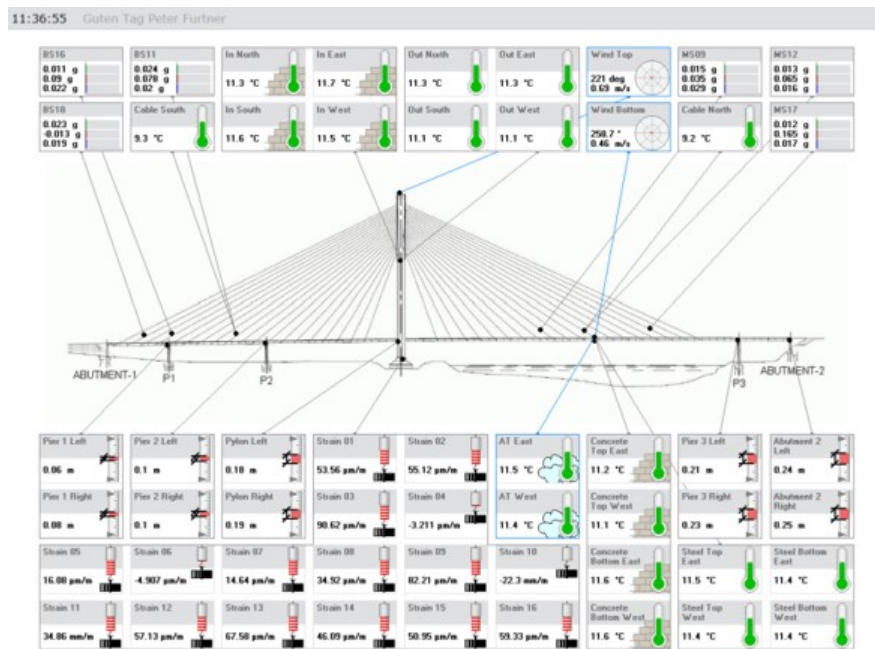 11:36:55 Guten Tag Peter Furtner
BS16
0.011 g
0.09 g
0.022 g
BS11
0.024 g
0.078 g
0.02 g
In North
11.3 °C
In East
11.7 °C
Out North
11.3 °C
Out East
11.3 °C
Wind Top
221 deg
0.69 m/s
MS09
0.015 g
0.035 g
0.029 g
MS12
0.013 g
0.065 g
0.016 g
BS18
0.023 g
-0.013 g
0.019 g
Cable South
9.3 °C
In South
11.6 °C
In West
11.5 °C
Out South
11.1 °C
Out West
11.1 °C
Wind Bottom
258.7 °
0.46 m/s
Cable North
9.2 °C
MS17
0.012 g
0.165 g
0.017 g
ABUTMENT-1
P1
P2
P3
ABUTMENT-2
Pier 1 Left
0.06 m
Pier 2 Left
0.1 m
Pylon Left
0.18 m
Strain 01
53.56 µm/m
Strain 02
55.12 µm/m
AT East
11.5 °C
Concrete
Top East
11.2 °C
Pier 3 Left
0.21 m
Abutment 2
Left
0.24 m
Pier 1 Right
0.08 m
Pier 2 Right
0.1 m
Pylon Right
0.19 m
Strain 03
90.62 µm/m
Strain 04
-3.211 µm/m
AT West
11.4 °C
Concrete
Top West
11.1 °C
Pier 3 Right
0.23 m
Abutment 2
Right
0.25 m
Strain 05
16.08 µm/m
Strain 06
-4.907 µm/m
Strain 07
14.64 µm/m
Strain 08
34.92 µm/m
Strain 09
82.21 µm/m
Strain 10
-22.3 mm/m
Concrete
Bottom East
11.6 °C
Steel Top
East
11.5 °C
Steel Bottom
East
11.4 °C
Strain 11
34.86 mm/m
Strain 12
57.13 µm/m
Strain 13
67.58 µm/m
Strain 14
46.09 µm/m
Strain 15
50.95 µm/m
Strain 16
59.33 µm/m
Concrete
Bottom West
11.6 °C
Steel Top
West
11.4 °C
Steel Bottom
West
11.4 °C